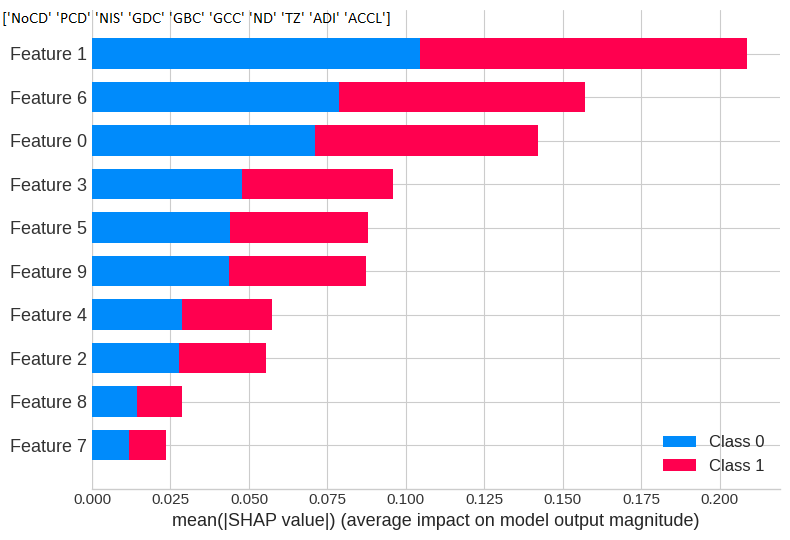 ['NoCD' 'PCD' 'NIS' 'GDC' 'GBC' 'GCC' 'ND' 'TZ' 'ADI' 'ACCL']
Feature 1
Feature 6
Feature 0
Feature 3
Feature 5
Feature 9
Feature 4
Feature 2
Feature 8
Feature 7
Class 0
Class 1
0.000 0.025 0.050 0.075 0.100 0.125 0.150 0.175 0.200
mean(|SHAP value|) (average impact on model output magnitude)